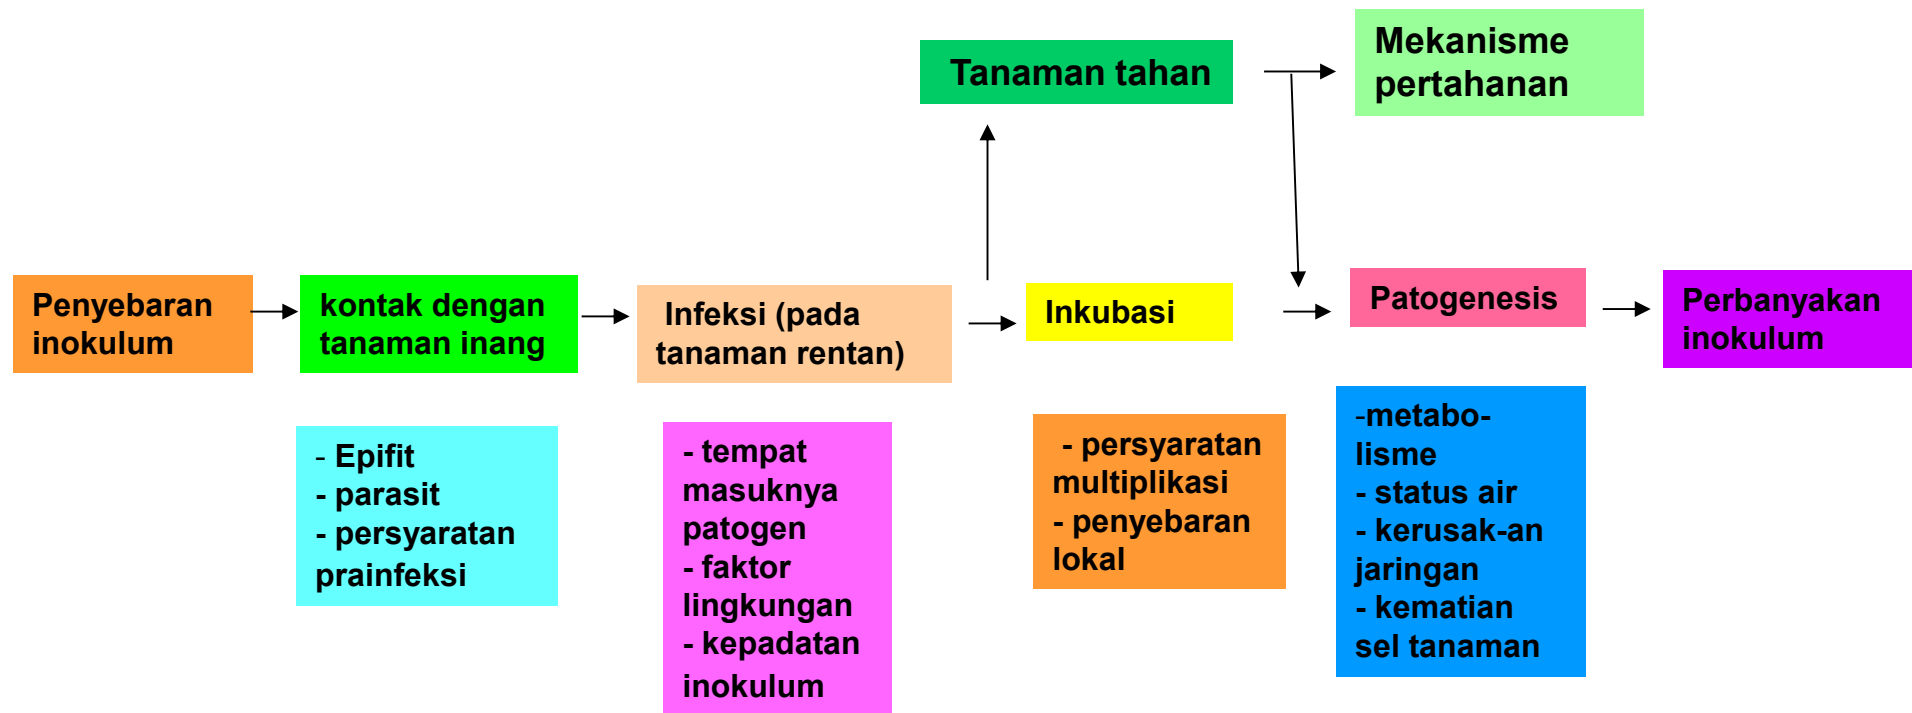 Tanaman tahan
Mekanisme
pertahanan
Penyebaran
inokulum
kontak dengan
tanaman inang
Infeksi (pada
tanaman rentan)
Inkubasi
Patogenesis
Perbanyakan
inokulum
- Epifit
- parasit
- persyaratan
prainfeksi
- tempat
masuknya
patogen
- faktor
lingkungan
- kepadatan
inokulum
- persyaratan
multiplikasi
- penyebaran
lokal
-metabo-
lisme
- status air
- kerusak-an
jaringan
- kematian
sel tanaman